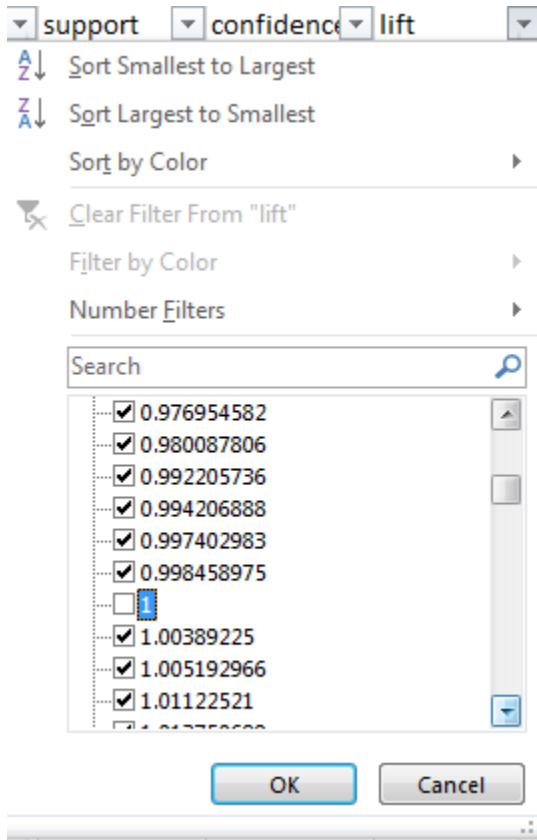 support confidence lift
Sort Smallest to Largest
Sort Largest to Smallest
Sort by Color
Clear Filter From "lift"
Filter by Color
Number Filters
Search
0.976954582
0.980087806
0.992205736
0.994206888
0.997402983
0.998458975
1
1.00389225
1.005192966
1.01122521
OK Cancel